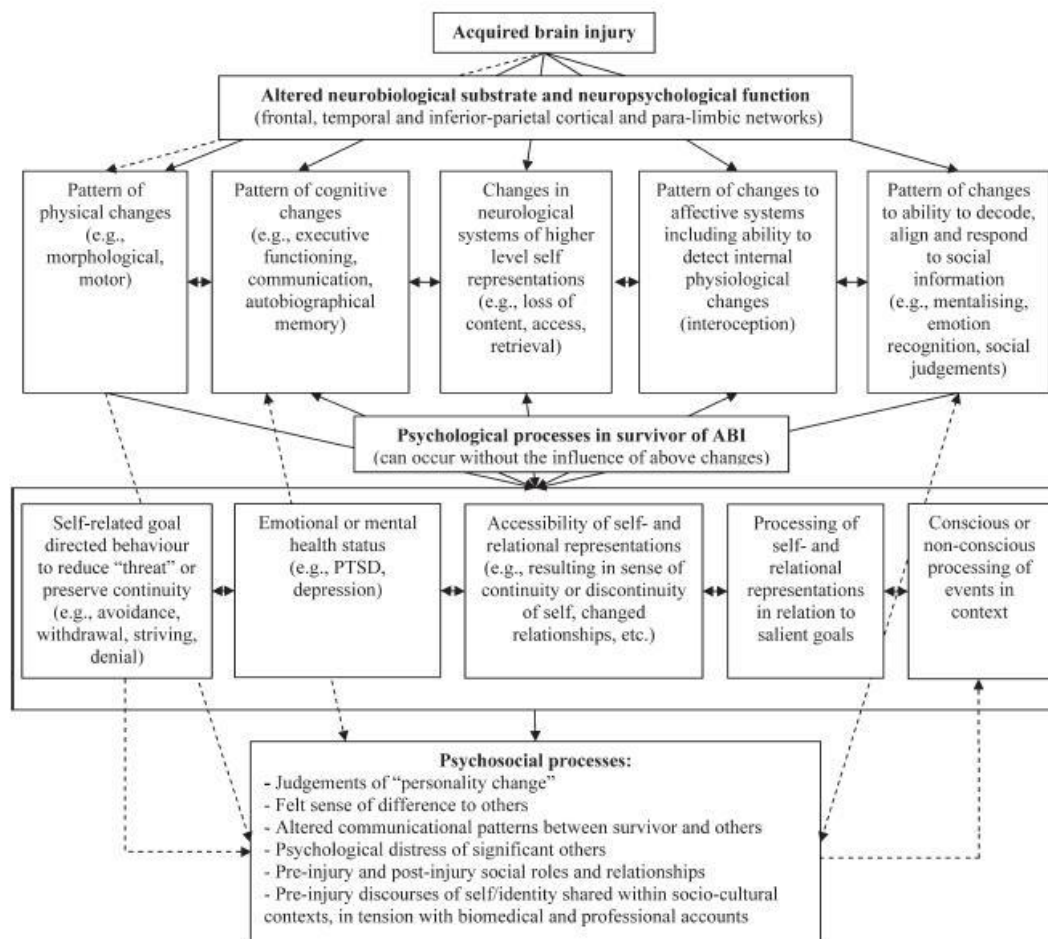 Acquired brain injury
Altered neurobiological substrate and neuropsychological function
(frontal, temporal and inferior-parietal cortical and para-limbic networks)
Pattern of
physical changes
(e.g.,
morphological,
motor)
Pattern of cognitive
changes
(e.g., executive
functioning,
communication,
autobiographical
memory)
Changes in
neurological
systems of higher
level self
representations
(e.g., loss of
content, access,
retrieval)
Pattern of changes to
affective systems
including ability to
detect internal
physiological
changes
(interoception)
Pattern of changes
to ability to decode,
align and respond
to social
information
(e.g., mentalising,
emotion
recognition, social
judgements)
Psychological processes in survivor of ABI
(can occur without the influence of above changes)
Self-related goal
directed behaviour
to reduce “threat” or
preserve continuity
(e.g., avoidance,
withdrawal, striving,
denial)
Emotional or mental
health status
(e.g., PTSD,
depression)
Accessibility of self- and
relational representations
(e.g., resulting in sense of
continuity or discontinuity
of self, changed
relationships, etc.)
Processing of
self- and
relational
representations
in relation to
salient goals
Conscious or
non-conscious
processing of
events in
context
Psychosocial processes:
- Judgements of “personality change”
- Felt sense of difference to others
- Altered communicational patterns between survivor and others
- Psychological distress of significant others
- Pre-injury and post-injury social roles and relationships
- Pre-injury discourses of self/identity shared within socio-cultural
contexts, in tension with biomedical and professional accounts